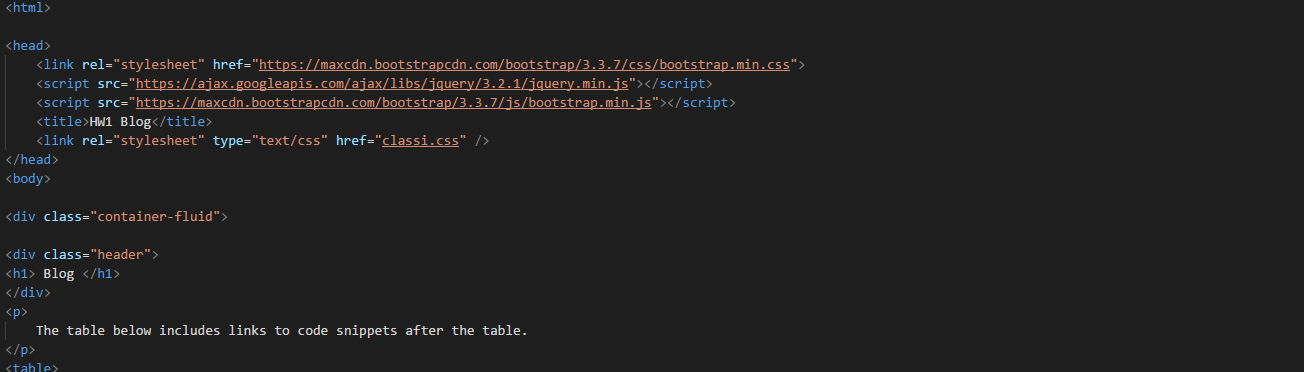 <html>
<head>
<link rel="stylesheet" href="https://maxcdn.bootstrapcdn.com/bootstrap/3.3.7/css/bootstrap.min.css">
<script src="https://ajax.googleapis.com/ajax/libs/jquery/3.2.1/jquery.min.js"></script>
<script src="https://maxcdn.bootstrapcdn.com/bootstrap/3.3.7/js/bootstrap.min.js"></script>
<title>HW1 Blog</title>
<link rel="stylesheet" type="text/css" href="classi.css" />
</head>
<body>
<div class="container-fluid">
<div class="header">
<h1> Blog </h1>
</div>
<p>
The table below includes links to code snippets after the table.
</p>
<table>